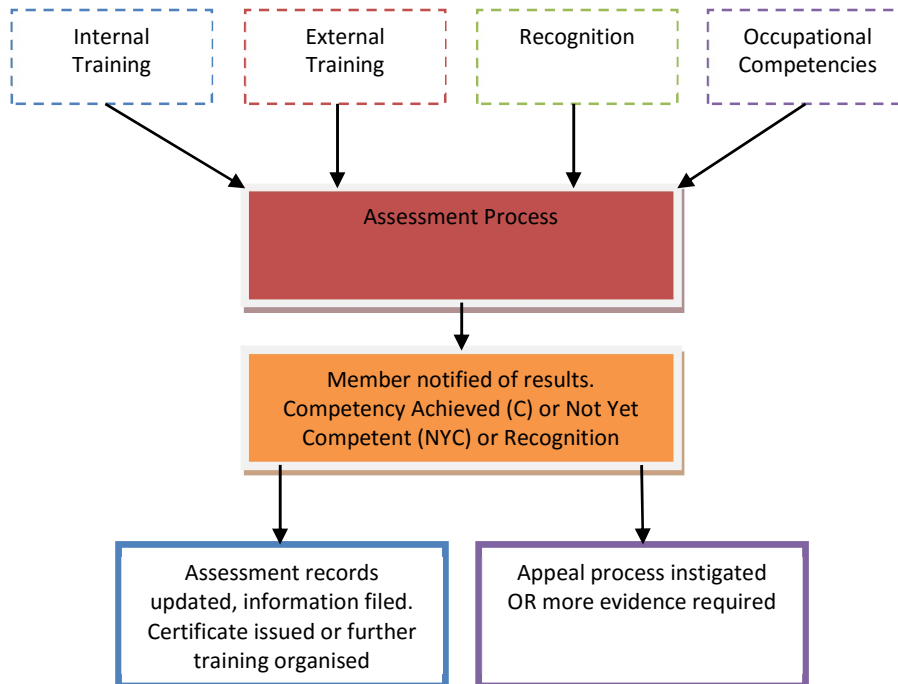 Internal
Training
External
Training
Recognition
Occupational
Competencies
Assessment Process
Member notified of results.
Competency Achieved (C) or Not Yet
Competent (NYC) or Recognition
Assessment records
updated, information filed.
Certificate issued or further
training organised
Appeal process instigated
OR more evidence required